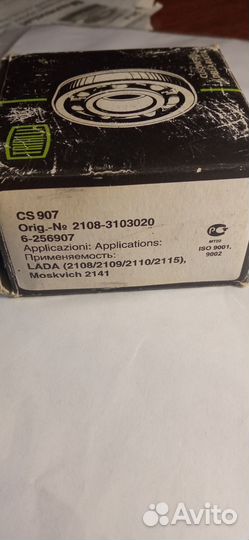 CS 907
Orig.-№ 2108-3103020
6-256907
Applicazioni: Applications:
Применяемость:
LADA (2108/2109/2110/2115),
Moskvich 2141
МТ02
ISO 9001,
9002
Avito